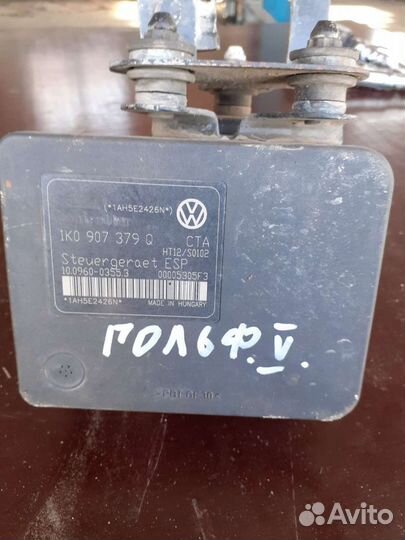 (*1AH5E2426N*)
1K0 907 379 Q CTA
HT12/S0102
Steuergeraet ESP
10.0960-0355.3 00005305F3
*1AH5E2426N*
MADE IN HUNGARY
ГОЛЬФ. V.
Avito